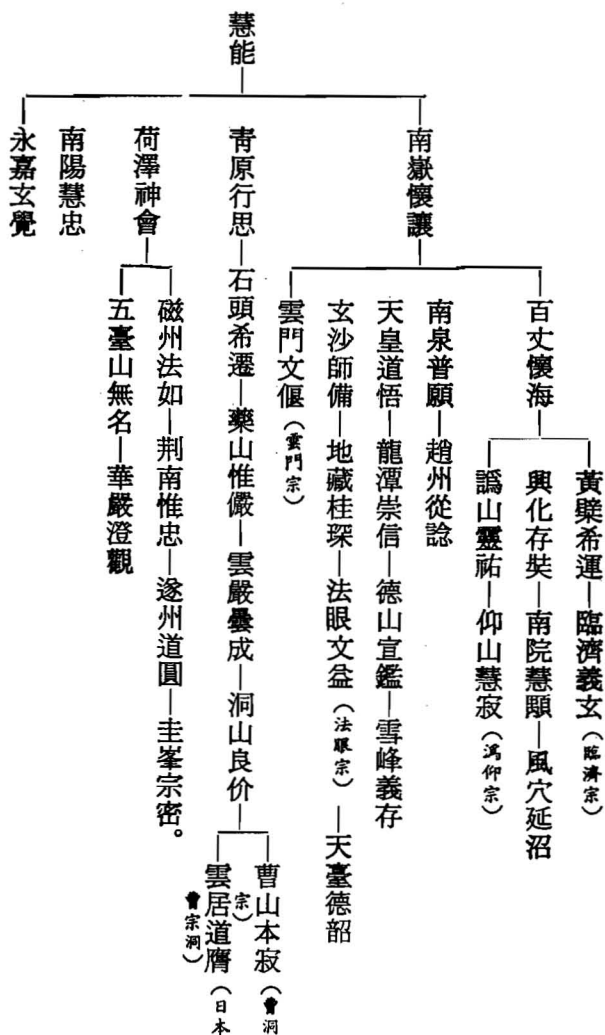 慧能
南嶽懷讓
百丈懷海
黃檗希運—臨濟義玄（臨濟宗）
興化存奘—南院慧顒—風穴延沼
譌山靈祐—仰山慧寂（溈仰宗）
南泉普願—趙州從諗
天皇道悟—龍潭崇信—德山宣鑑—雪峰義存
玄沙師備—地藏桂琛—法眼文益（法眼宗）—天臺德韶
雲門文偃（雲門宗）
青原行思—石頭希遷—藥山惟儼—雲嚴曇成—洞山良价
曹山本寂（曹洞宗）
雲居道膺（日本曹宗洞）
荷澤神會
磁州法如—荆南惟忠—遂州道圓—圭峯宗密。
五臺山無名—華嚴澄觀
南陽慧忠
永嘉玄覺